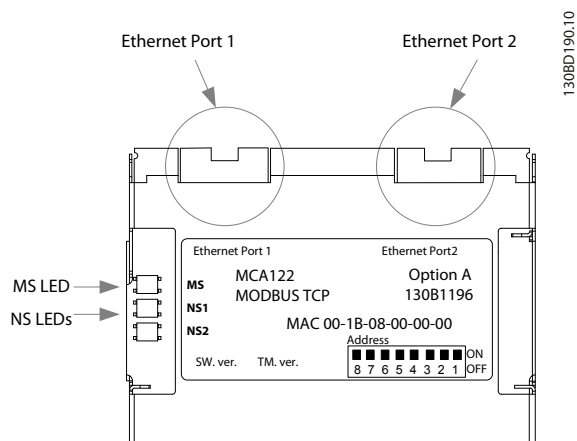 130BD190.10
Ethernet Port 1
Ethernet Port 2
Ethernet Port 1
Ethernet Port2
MS LED
NS LEDs
MS
NS1
NS2
MCA122
MODBUS TCP
Option A
130B1196
MAC 00-1B-08-00-00-00
Address
SW. ver. TM. ver.
ON
8 7 6 5 4 3 2 1 OFF